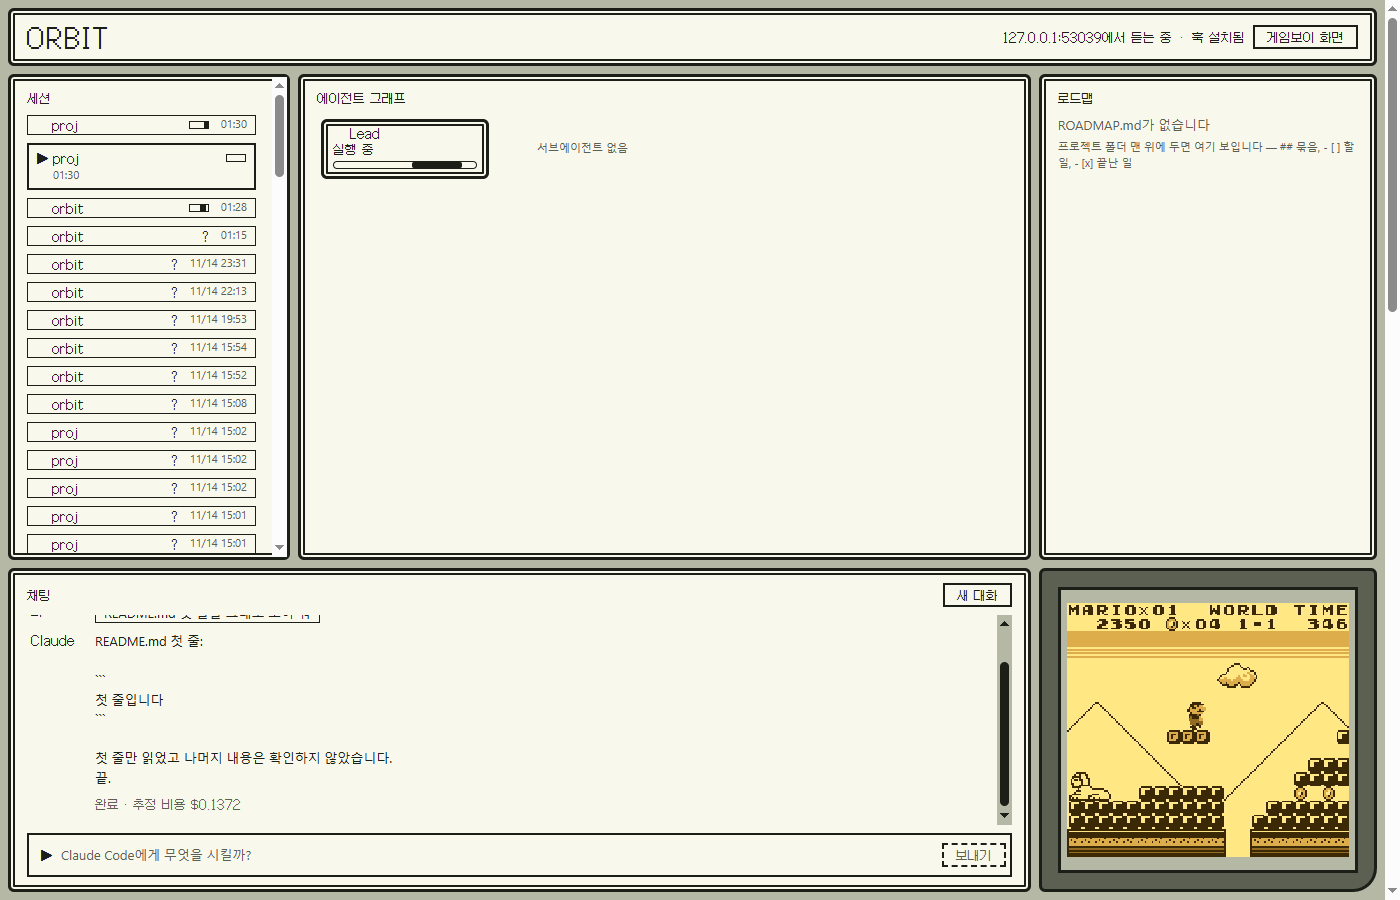 ORBIT
127.0.0.1:53039에서 듣는 중 · 훅 설치됨
게임보이 화면
세션
proj 01:30
▶ proj
01:30
orbit 01:28
orbit ? 01:15
orbit ? 11/14 23:31
orbit ? 11/14 22:13
orbit ? 11/14 19:53
orbit ? 11/14 15:54
orbit ? 11/14 15:52
orbit ? 11/14 15:08
proj ? 11/14 15:02
proj ? 11/14 15:02
proj ? 11/14 15:02
proj ? 11/14 15:01
proj ? 11/14 15:01
에이전트 그래프
Lead
실행 중
서브에이전트 없음
로드맵
ROADMAP.md가 없습니다
프로젝트 폴더 맨 위에 두면 여기 보입니다 — ## 묶음, - [ ] 할
일, - [x] 끝난 일
채팅
새 대화
Claude README.md 첫 줄:
```
첫 줄입니다
```
첫 줄만 읽었고 나머지 내용은 확인하지 않았습니다.
끝.
완료 · 추정 비용 $0.1372
▶ Claude Code에게 무엇을 시킬까?
보내기
MARIO×01 WORLD TIME
2350 ×04 1-1 346